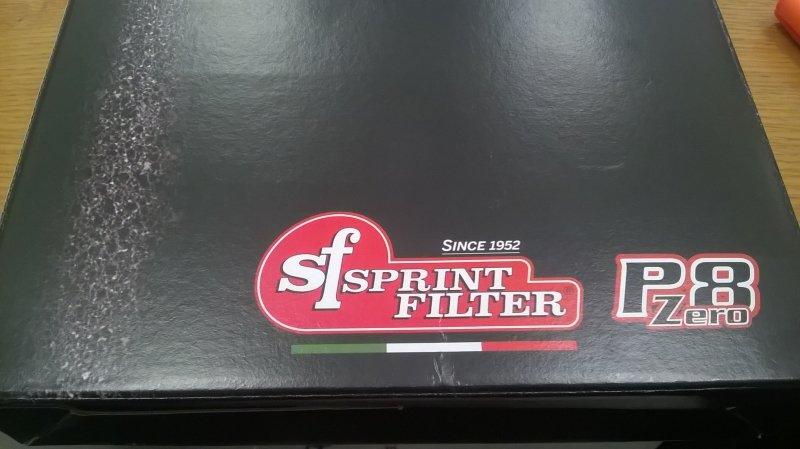 SINCE 1952
sf SPRINT
FILTER
P8
Zero